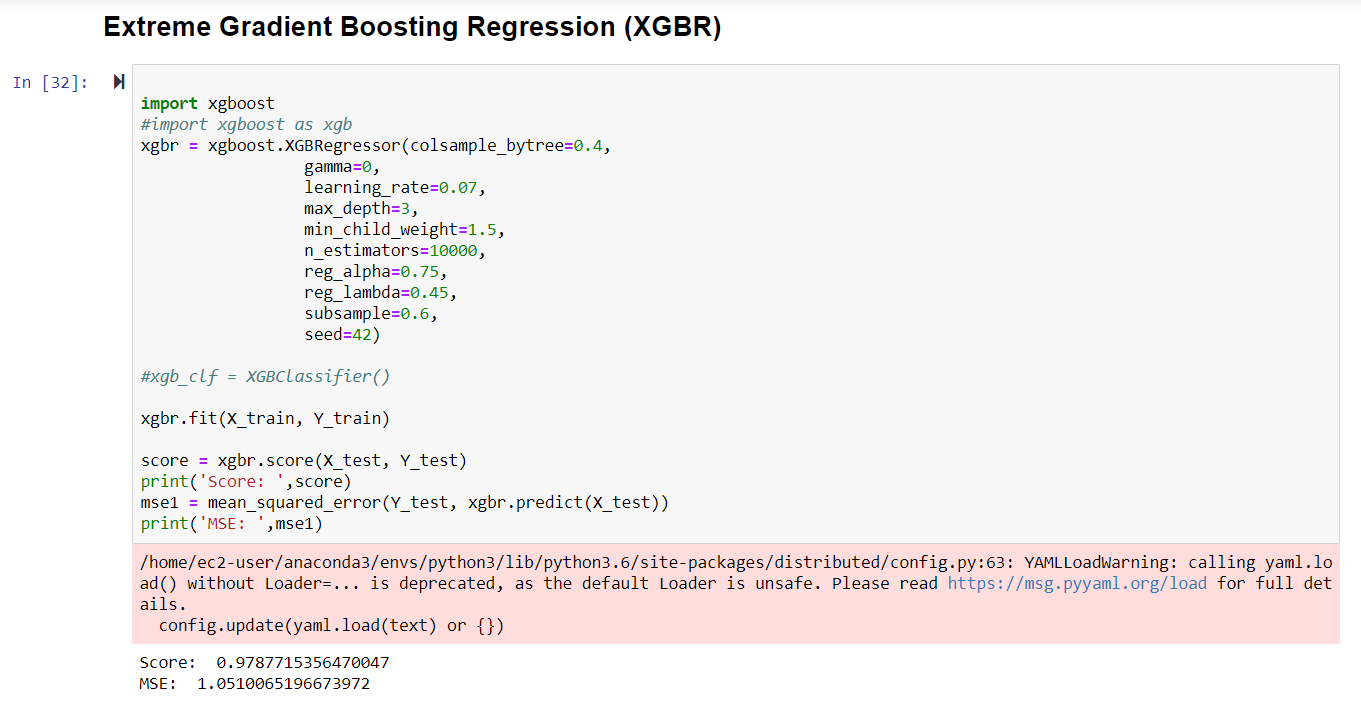 Extreme Gradient Boosting Regression (XGBR)
In [32]:
import xgboost
#import xgboost as xgb
xgbr = xgboost.XGBRegressor(colsample_bytree=0.4,
gamma=0,
learning_rate=0.07,
max_depth=3,
min_child_weight=1.5,
n_estimators=10000,
reg_alpha=0.75,
reg_lambda=0.45,
subsample=0.6,
seed=42)
#xgb_clf = XGBClassifier()
xgbr.fit(X_train, Y_train)
score = xgbr.score(X_test, Y_test)
print('Score: ',score)
mse1 = mean_squared_error(Y_test, xgbr.predict(X_test))
print('MSE: ',mse1)
/home/ec2-user/anaconda3/envs/python3/lib/python3.6/site-packages/distributed/config.py:63: YAMLLoadWarning: calling yaml.lo
ad() without Loader=... is deprecated, as the default Loader is unsafe. Please read https://msg.pyyaml.org/load for full det
ails.
config.update(yaml.load(text) or {})
Score:  0.9787715356470047
MSE:  1.0510065196673972